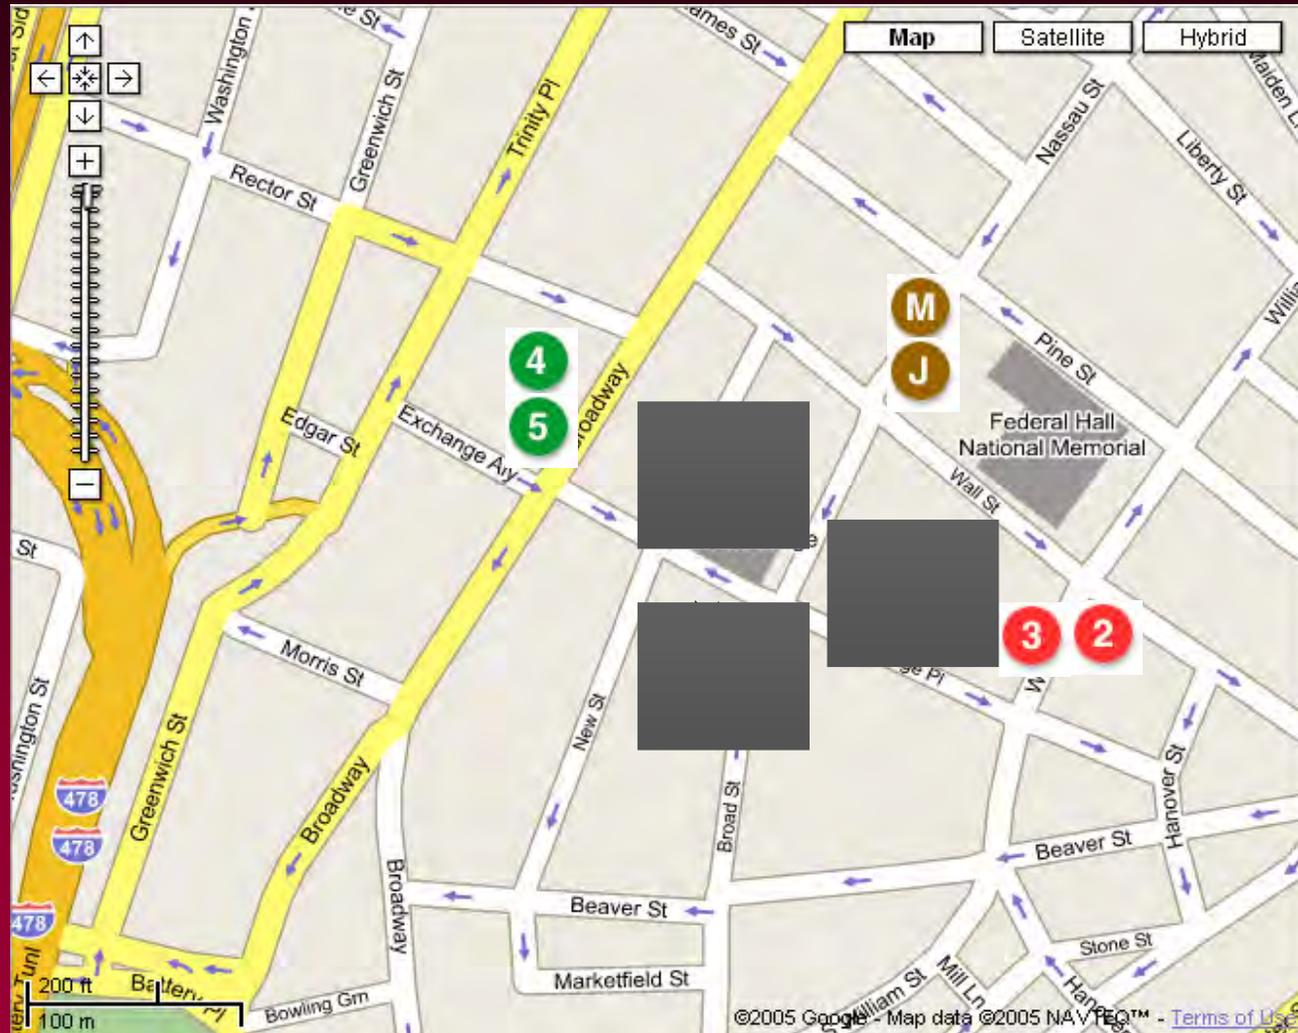 Map
Satellite
Hybrid
Washington
Greenwich St
Trinity Pl
Rector St
Nassau St
Liberty St
Pine St
M
J
4
5
Broadway
Edgar St
Exchange Aly
Federal Hall
National Memorial
Wall St
3
2
Morris St
New St
Greenwich St
Broadway
478
478
478
Broad St
Hanover St
Beaver St
Broadway
Beaver St
Stone St
Marketfield St
Mill Ln
William St
Battery Pl
Bowling Grn
200 ft
100 m
©2005 Google - Map data ©2005 NAVTEQ™ - Terms of Use